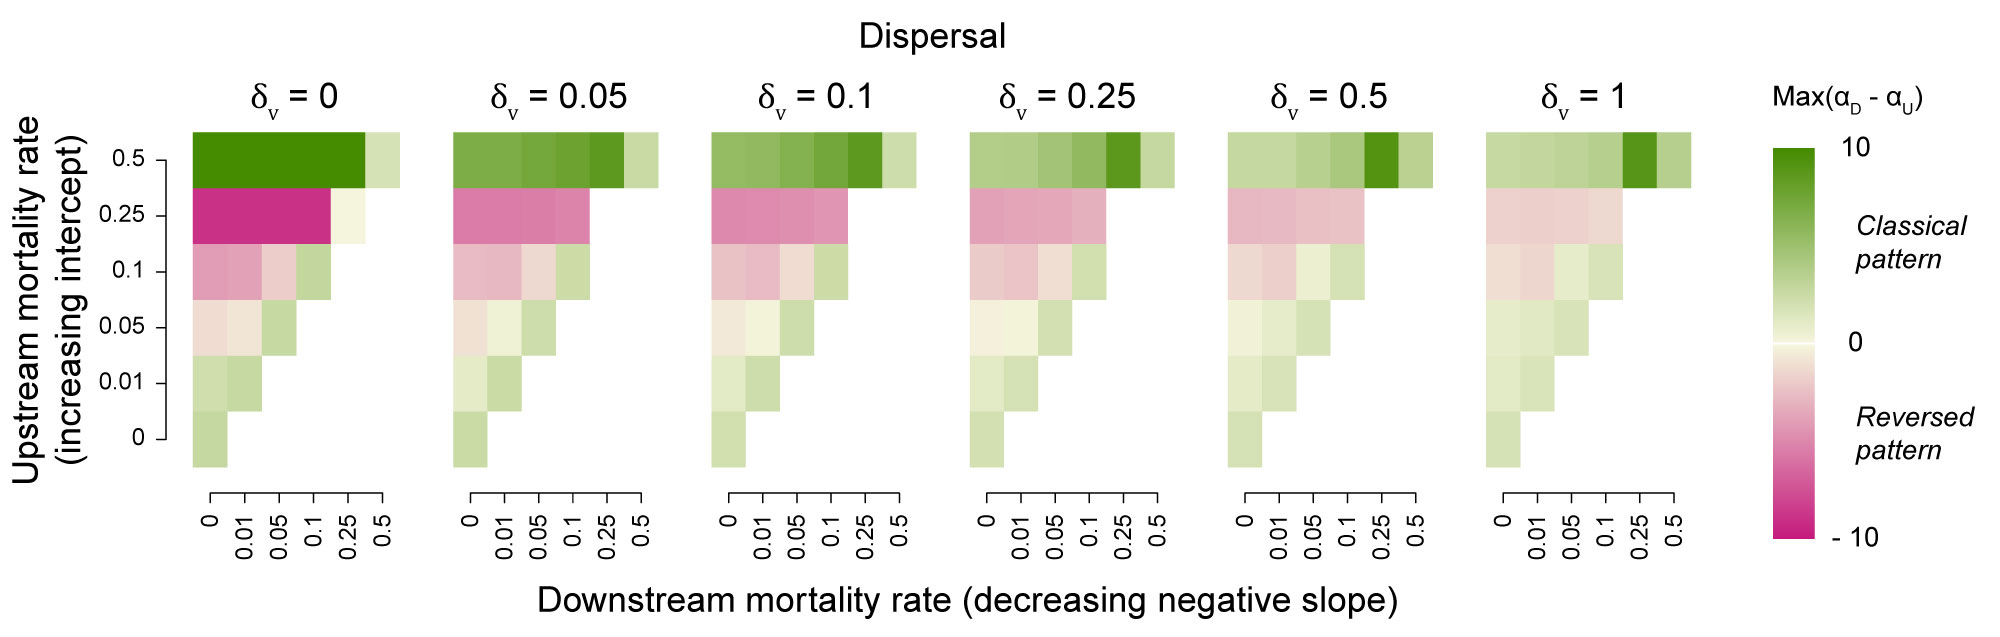 Dispersal
δv = 0
δv = 0.05
δv = 0.1
δv = 0.25
δv = 0.5
δv = 1
Max(αD - αU)
Upstream mortality rate
(increasing intercept)
0.5
0.25
0.1
0.05
0.01
0
10
Classical
pattern
0
Reversed
pattern
- 10
0 0.01 0.05 0.1 0.25 0.5
0 0.01 0.05 0.1 0.25 0.5
0 0.01 0.05 0.1 0.25 0.5
0 0.01 0.05 0.1 0.25 0.5
0 0.01 0.05 0.1 0.25 0.5
0 0.01 0.05 0.1 0.25 0.5
Downstream mortality rate (decreasing negative slope)